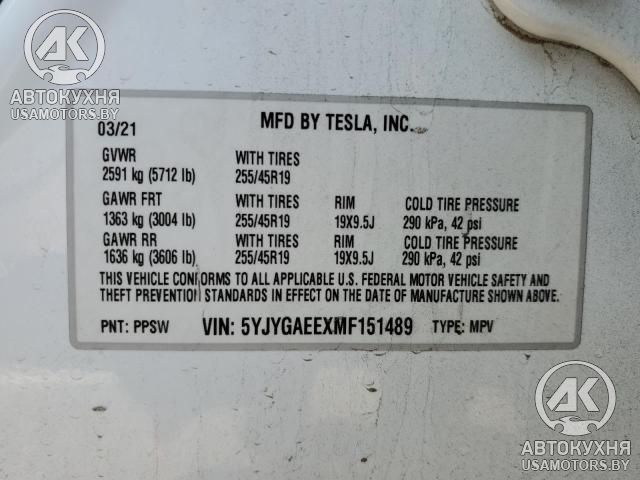 AK
АВТОКУХНЯ
USAMOTORS.BY
03/21 MFD BY TESLA, INC.
GVWR WITH TIRES
2591 kg (5712 lb) 255/45R19
GAWR FRT WITH TIRES RIM COLD TIRE PRESSURE
1363 kg (3004 lb) 255/45R19 19X9.5J 290 kPa, 42 psi
GAWR RR WITH TIRES RIM COLD TIRE PRESSURE
1636 kg (3606 lb) 255/45R19 19X9.5J 290 kPa, 42 psi
THIS VEHICLE CONFORMS TO ALL APPLICABLE U.S. FEDERAL MOTOR VEHICLE SAFETY AND
THEFT PREVENTION STANDARDS IN EFFECT ON THE DATE OF MANUFACTURE SHOWN ABOVE.
PNT: PPSW VIN: 5YJYGAEEXMF151489 TYPE: MPV
AK
АВТОКУХНЯ
USAMOTORS.BY